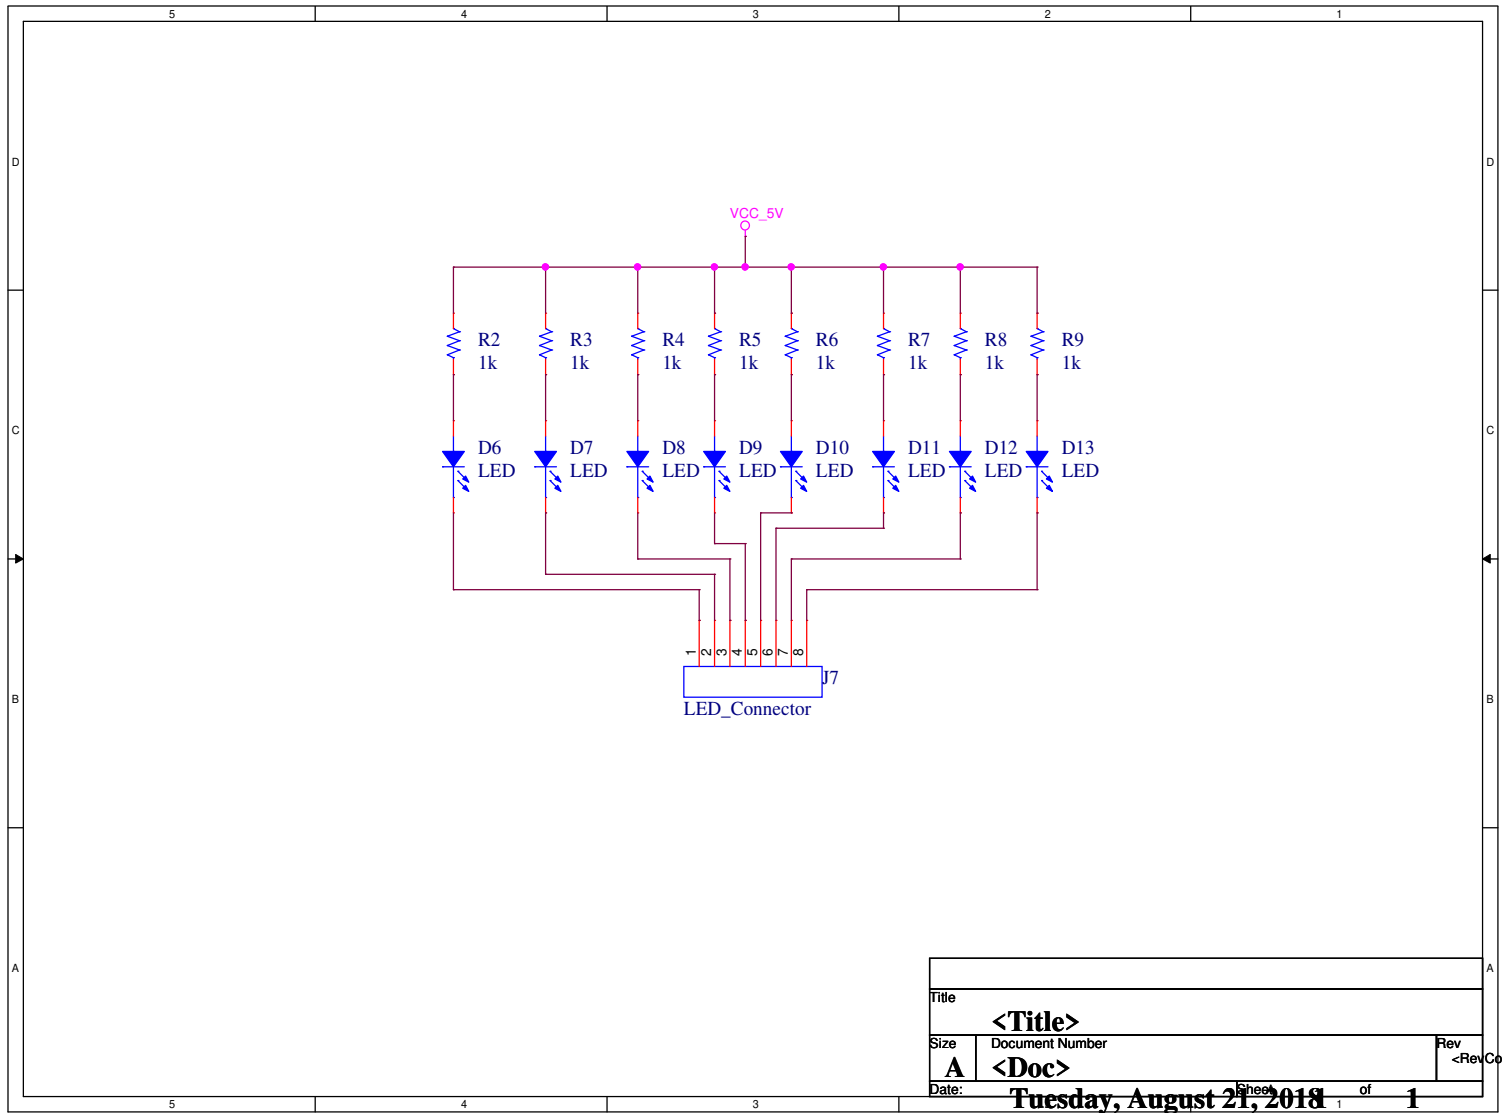 5 4 3 2 1
D D
VCC_5V
R2 R3 R4 R5 R6 R7 R8 R9
1k 1k 1k 1k 1k 1k 1k 1k
C C
D6 D7 D8 D9 D10 D11 D12 D13
LED LED LED LED LED LED LED LED
1 2 3 4 5 6 7 8
J7
B B
LED_Connector
A A
Title
<Title>
Size Document Number Rev
A <Doc> <RevCo
Date: Tuesday, August 21, 2018 Sheet 1 of 1
5 4 3 2 1